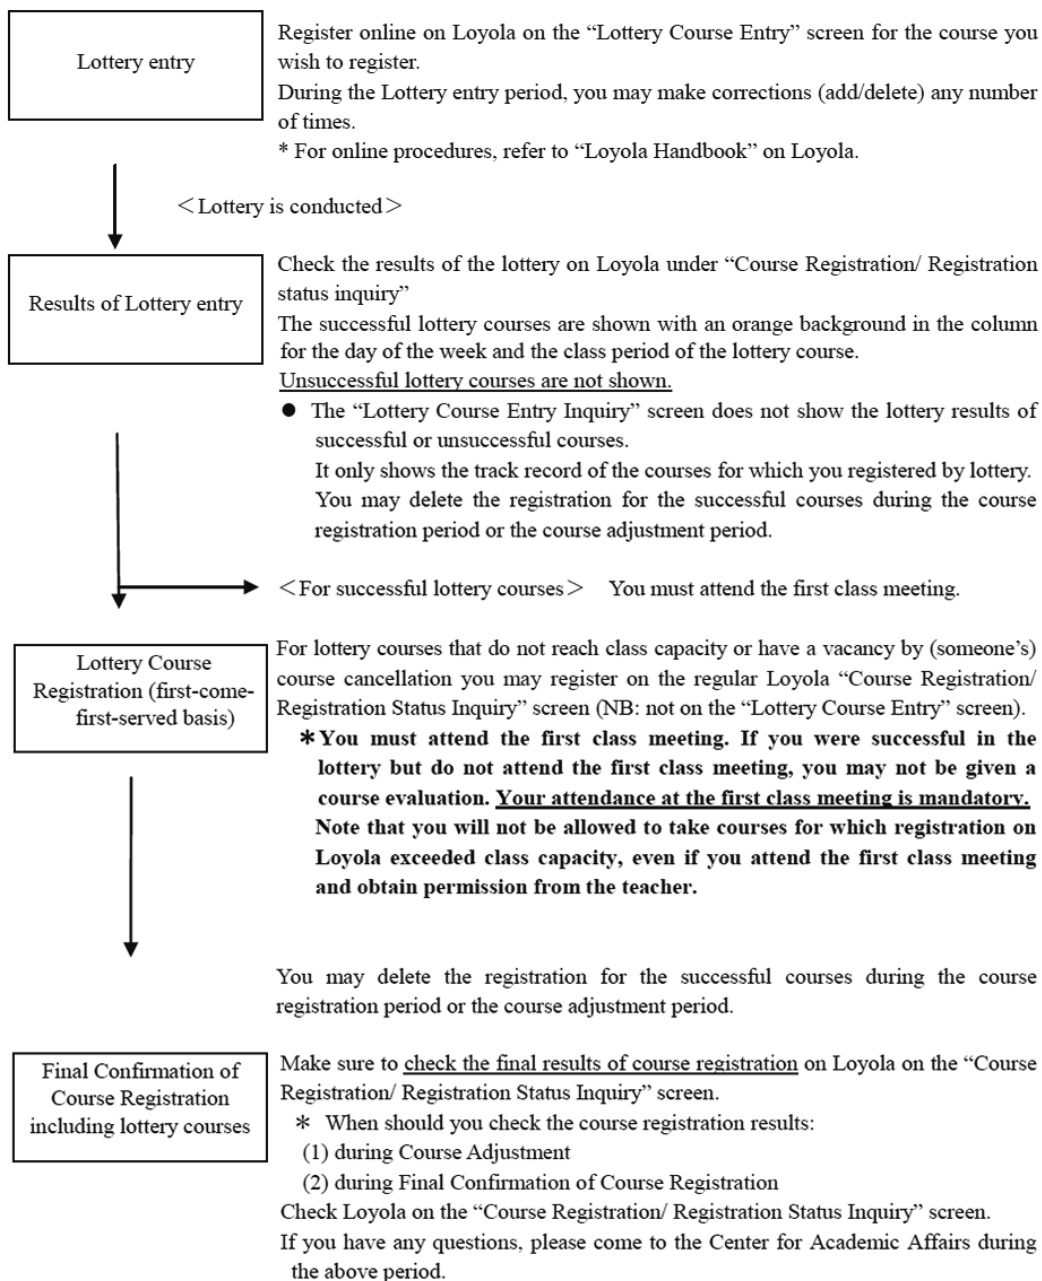 Lottery entry
Register online on Loyola on the “Lottery Course Entry” screen for the course you
wish to register.
During the Lottery entry period, you may make corrections (add/delete) any number
of times.
* For online procedures, refer to “Loyola Handbook” on Loyola.
＜Lottery is conducted＞
Results of Lottery entry
Check the results of the lottery on Loyola under “Course Registration/ Registration
status inquiry”
The successful lottery courses are shown with an orange background in the column
for the day of the week and the class period of the lottery course.
Unsuccessful lottery courses are not shown.
● The “Lottery Course Entry Inquiry” screen does not show the lottery results of
successful or unsuccessful courses.
It only shows the track record of the courses for which you registered by lottery.
You may delete the registration for the successful courses during the course
registration period or the course adjustment period.
＜For successful lottery courses＞ You must attend the first class meeting.
Lottery Course
Registration (first-come-
first-served basis)
For lottery courses that do not reach class capacity or have a vacancy by (someone’s)
course cancellation you may register on the regular Loyola “Course Registration/
Registration Status Inquiry” screen (NB: not on the “Lottery Course Entry” screen).
＊You must attend the first class meeting. If you were successful in the
lottery but do not attend the first class meeting, you may not be given a
course evaluation. Your attendance at the first class meeting is mandatory.
Note that you will not be allowed to take courses for which registration on
Loyola exceeded class capacity, even if you attend the first class meeting
and obtain permission from the teacher.
You may delete the registration for the successful courses during the course
registration period or the course adjustment period.
Final Confirmation of
Course Registration
including lottery courses
Make sure to check the final results of course registration on Loyola on the “Course
Registration/ Registration Status Inquiry” screen.
＊ When should you check the course registration results:
(1) during Course Adjustment
(2) during Final Confirmation of Course Registration
Check Loyola on the “Course Registration/ Registration Status Inquiry” screen.
If you have any questions, please come to the Center for Academic Affairs during
the above period.